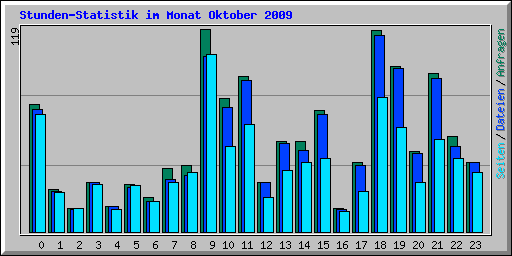 Stunden-Statistik im Monat Oktober 2009
119
Seiten/Dateien/Anfragen
0 1 2 3 4 5 6 7 8 9 10 11 12 13 14 15 16 17 18 19 20 21 22 23